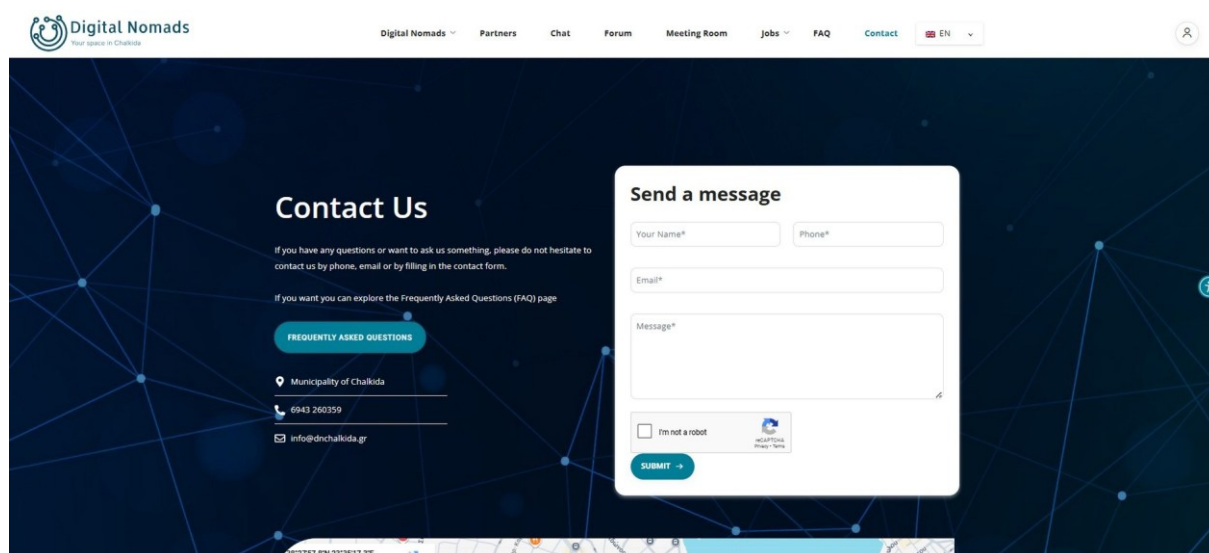 Digital Nomads
Your space in Chalkida
Digital Nomads Partners Chat Forum Meeting Room Jobs FAQ Contact EN
Contact Us
If you have any questions or want to ask us something, please do not hesitate to
contact us by phone, email or by filling in the contact form.
If you want you can explore the Frequently Asked Questions (FAQ) page
FREQUENTLY ASKED QUESTIONS
Municipality of Chalkida
6943 260359
info@dnchalkida.gr
Send a message
Your Name* Phone*
Email*
Message*
I'm not a robot
reCAPTCHA
Privacy - Terms
SUBMIT →